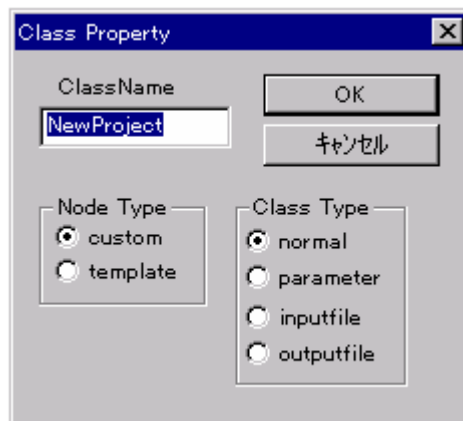 Class Property
ClassName
NewProject
OK
ｷｬﾝｾﾙ
Node Type
custom
template
Class Type
normal
parameter
inputfile
outputfile